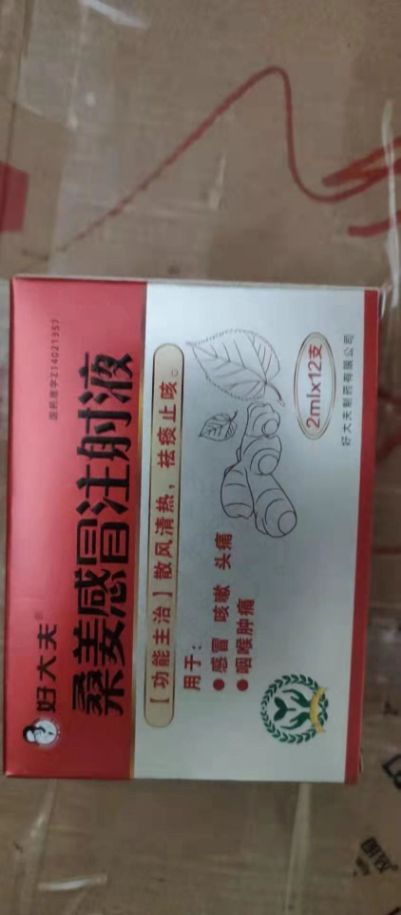 国药准字Z14021357
好大夫®
桑姜感冒注射液
【功能主治】散风清热，祛痰止咳。
用于：
●感冒 咳嗽 头痛
●咽喉肿痛
2ml×12支
好大夫制药有限公司